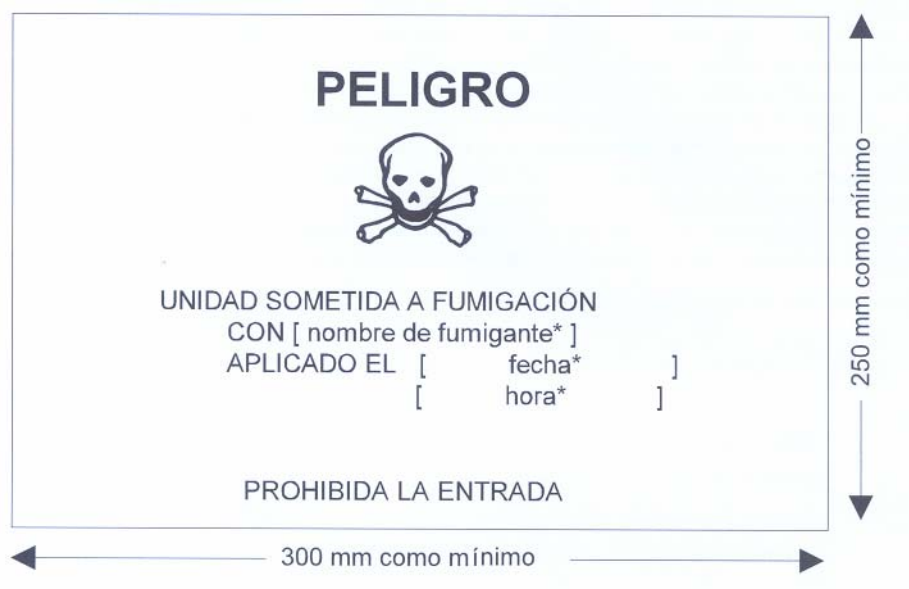 PELIGRO
UNIDAD SOMETIDA A FUMIGACIÓN
CON [ nombre de fumigante* ]
APLICADO EL [ fecha* ]
[ hora* ]
PROHIBIDA LA ENTRADA
250 mm como mínimo
300 mm como mínimo